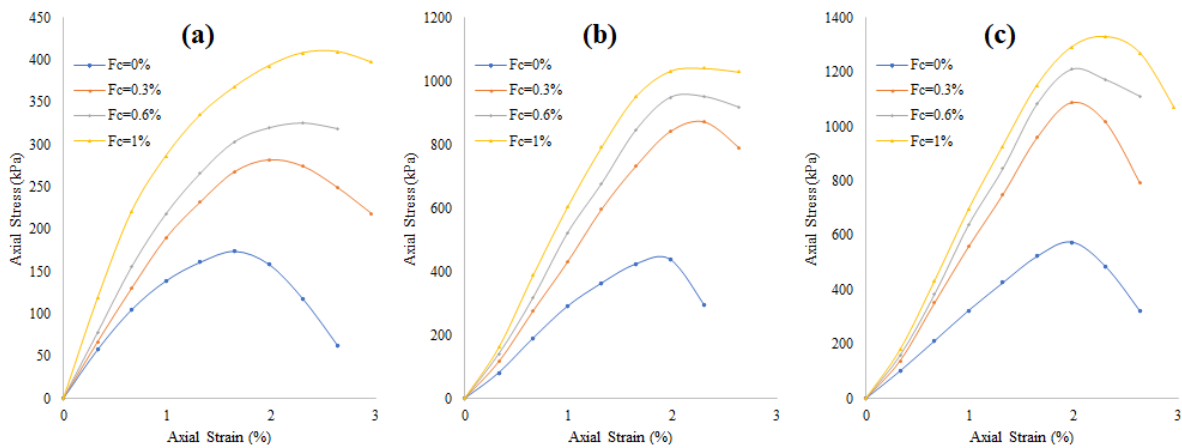 (a)
450
400
350
300
250
200
150
100
50
0
Axial Stress (kPa)
Fc=0%
Fc=0.3%
Fc=0.6%
Fc=1%
0 1 2 3
Axial Strain (%)
(b)
1200
1000
800
600
400
200
0
Axial Stress (kPa)
Fc=0%
Fc=0.3%
Fc=0.6%
Fc=1%
0 1 2 3
Axial Strain (%)
(c)
1400
1200
1000
800
600
400
200
0
Axial Stress (kPa)
Fc=0%
Fc=0.3%
Fc=0.6%
Fc=1%
0 1 2 3
Axial Strain (%)